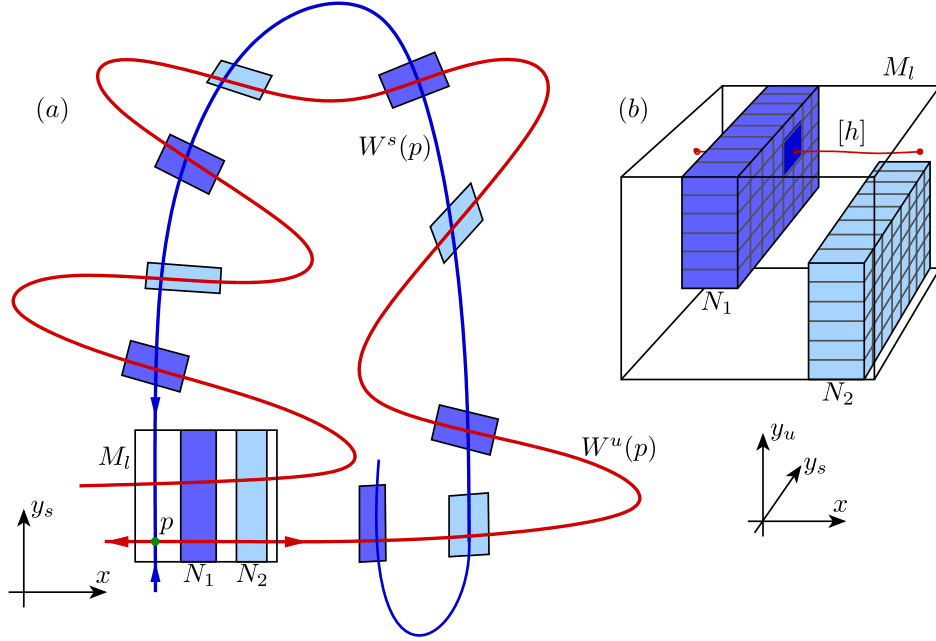 (a)
W^s(p)
M_l
p
N_1
N_2
y_s
x
W^u(p)
(b)
M_l
[h]
N_1
N_2
y_u
y_s
x